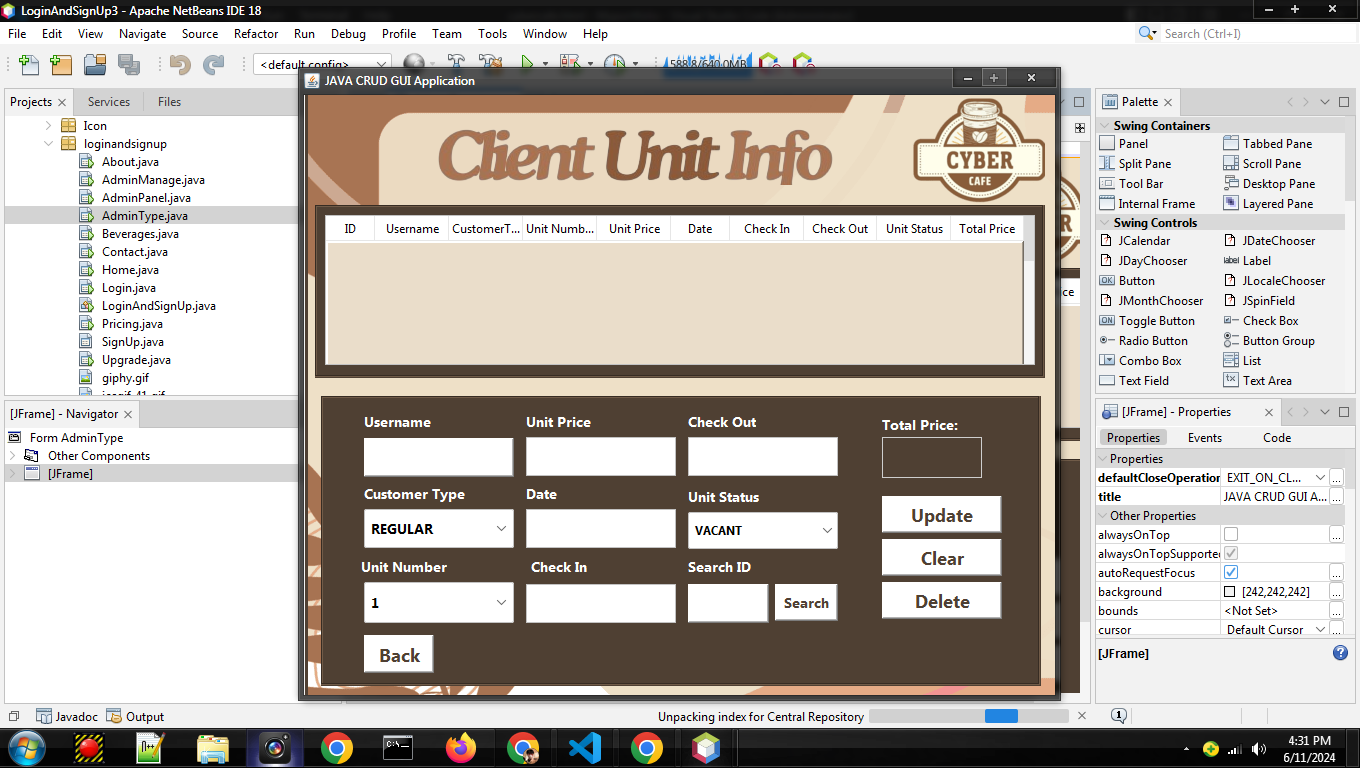 LoginAndSignUp3 - Apache NetBeans IDE 18
File Edit View Navigate Source Refactor Run Debug Profile Team Tools Window Help
Search (Ctrl+I)
<default config>
588.8/640.0MB
Projects Services Files
Icon
loginandsignup
About.java
AdminManage.java
AdminPanel.java
AdminType.java
Beverages.java
Contact.java
Home.java
Login.java
LoginAndSignUp.java
Pricing.java
SignUp.java
Upgrade.java
giphy.gif
[JFrame] - Navigator
Form AdminType
Other Components
[JFrame]
JAVA CRUD GUI Application
Client Unit Info
CYBER
CAFE
ID Username CustomerT... Unit Numb... Unit Price Date Check In Check Out Unit Status Total Price
Username Unit Price Check Out Total Price:
Customer Type Date Unit Status
REGULAR VACANT
Update
Clear
Unit Number Check In Search ID
1 Search
Delete
Back
Palette
Swing Containers
Panel Tabbed Pane
Split Pane Scroll Pane
Tool Bar Desktop Pane
Internal Frame Layered Pane
Swing Controls
JCalendar JDateChooser
JDayChooser label Label
OK Button JLocaleChooser
JMonthChooser JSpinField
ON Toggle Button Check Box
Radio Button Button Group
Combo Box List
Text Field Text Area
[JFrame] - Properties
Properties Events Code
Properties
defaultCloseOperation EXIT_ON_CL... ...
title JAVA CRUD GUI A... ...
Other Properties
alwaysOnTop ...
alwaysOnTopSupported
autoRequestFocus ...
background [242,242,242] ...
bounds <Not Set> ...
cursor Default Cursor ...
[JFrame]
Javadoc Output
Unpacking index for Central Repository
1
4:31 PM
6/11/2024